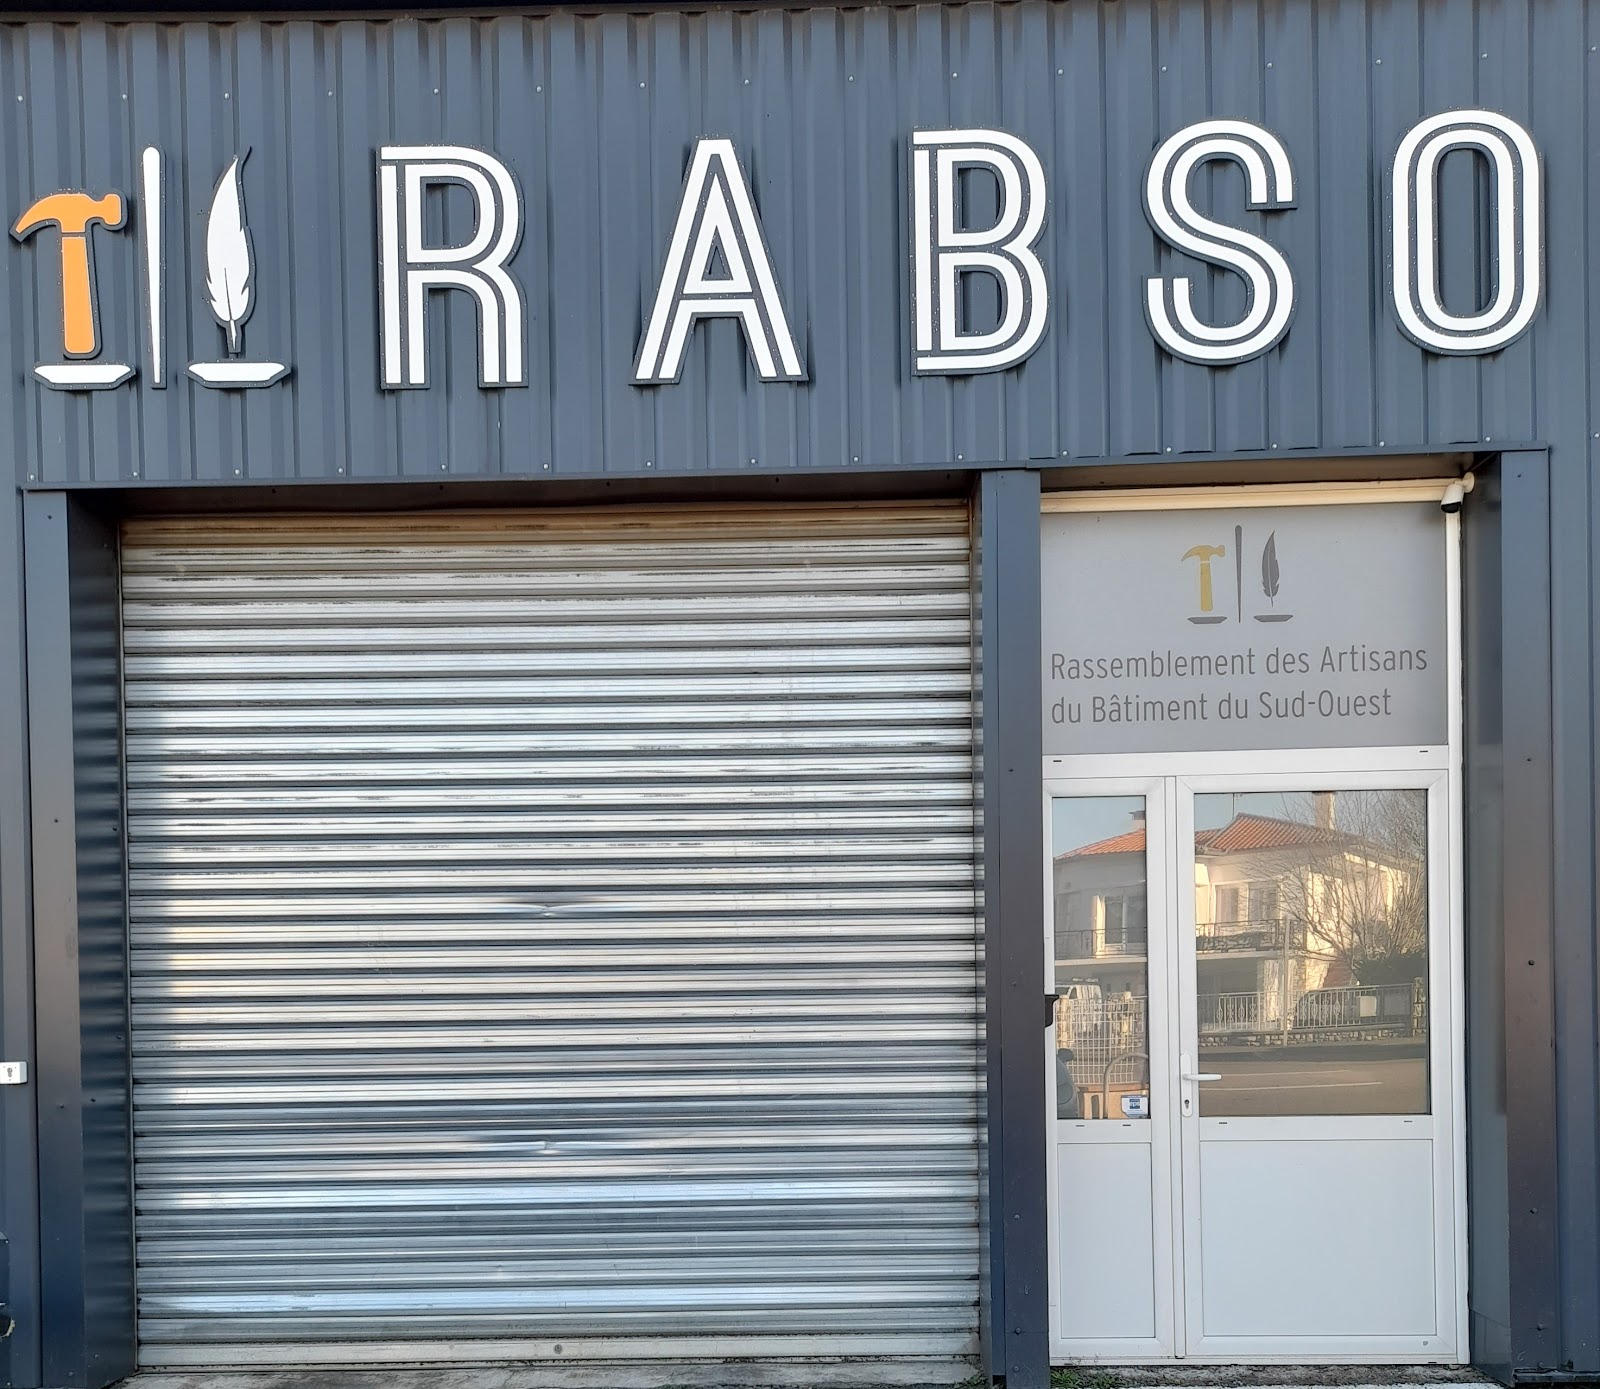 RABSO
Rassemblement des Artisans
du Bâtiment du Sud-Ouest